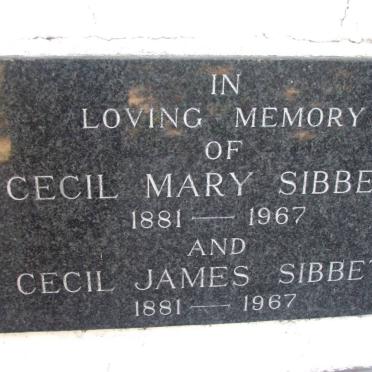 IN
LOVING MEMORY
OF
CECIL MARY SIBBE
1881 — 1967
AND
CECIL JAMES SIBBET
1881 — 1967